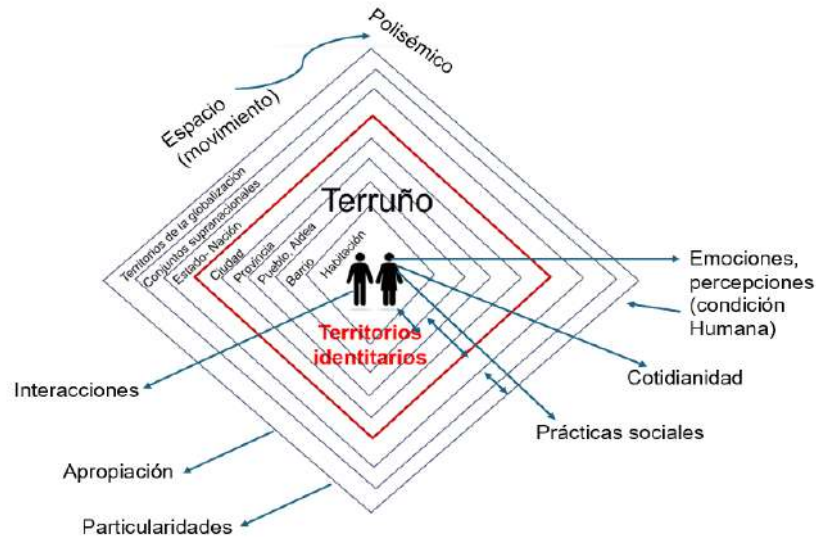 Polisémico
Espacio
(movimiento)
Territorios de la globalización
Conjuntos supranacionales
Estado- Nación
Ciudad
Provincia
Pueblo, Aldea
Barrio
Habitación
Terruño
Territorios
identitarios
Emociones,
percepciones
(condición
Humana)
Cotidianidad
Prácticas sociales
Interacciones
Apropiación
Particularidades